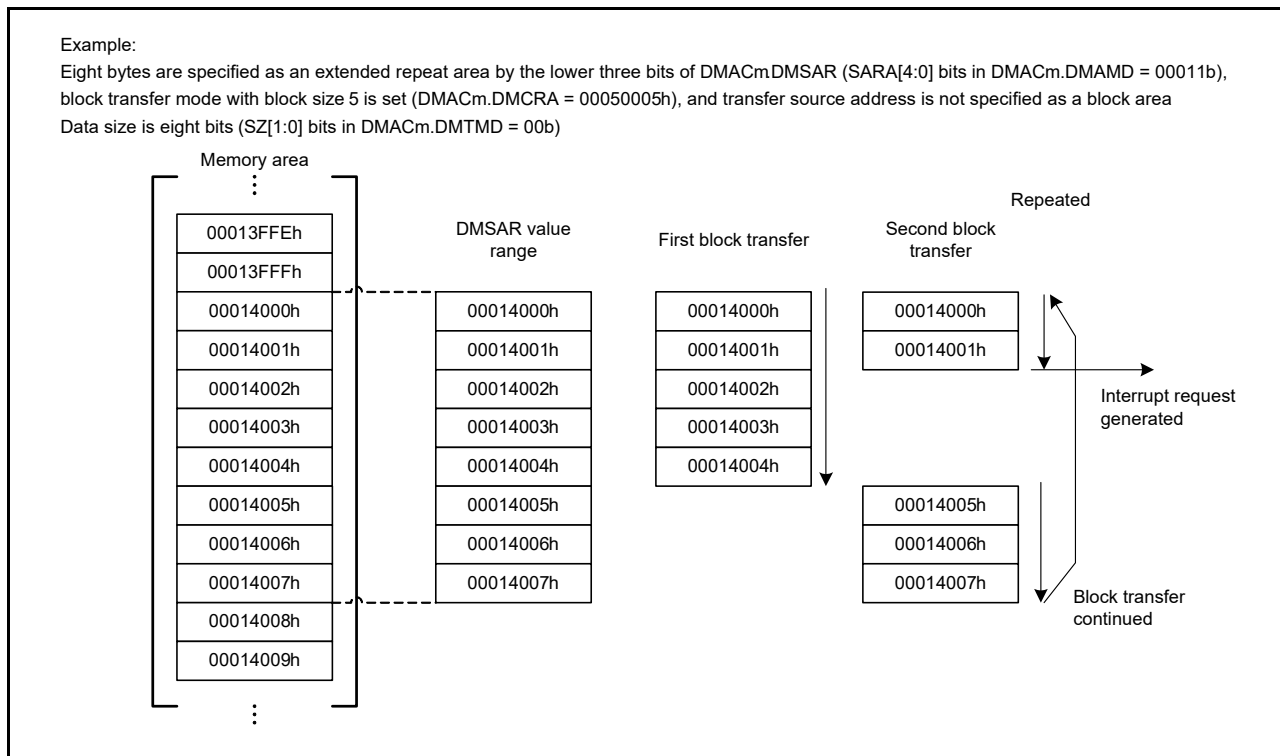 Example:
Eight bytes are specified as an extended repeat area by the lower three bits of DMACm.DMSAR (SARA[4:0] bits in DMACm.DMAMD = 00011b),
block transfer mode with block size 5 is set (DMACm.DMCRA = 00050005h), and transfer source address is not specified as a block area
Data size is eight bits (SZ[1:0] bits in DMACm.DMTMD = 00b)
Memory area
00013FFEh
00013FFFh
00014000h
00014001h
00014002h
00014003h
00014004h
00014005h
00014006h
00014007h
00014008h
00014009h
DMSAR value
range
00014000h
00014001h
00014002h
00014003h
00014004h
00014005h
00014006h
00014007h
First block transfer
00014000h
00014001h
00014002h
00014003h
00014004h
Second block
transfer
00014000h
00014001h
00014005h
00014006h
00014007h
Repeated
Interrupt request
generated
Block transfer
continued